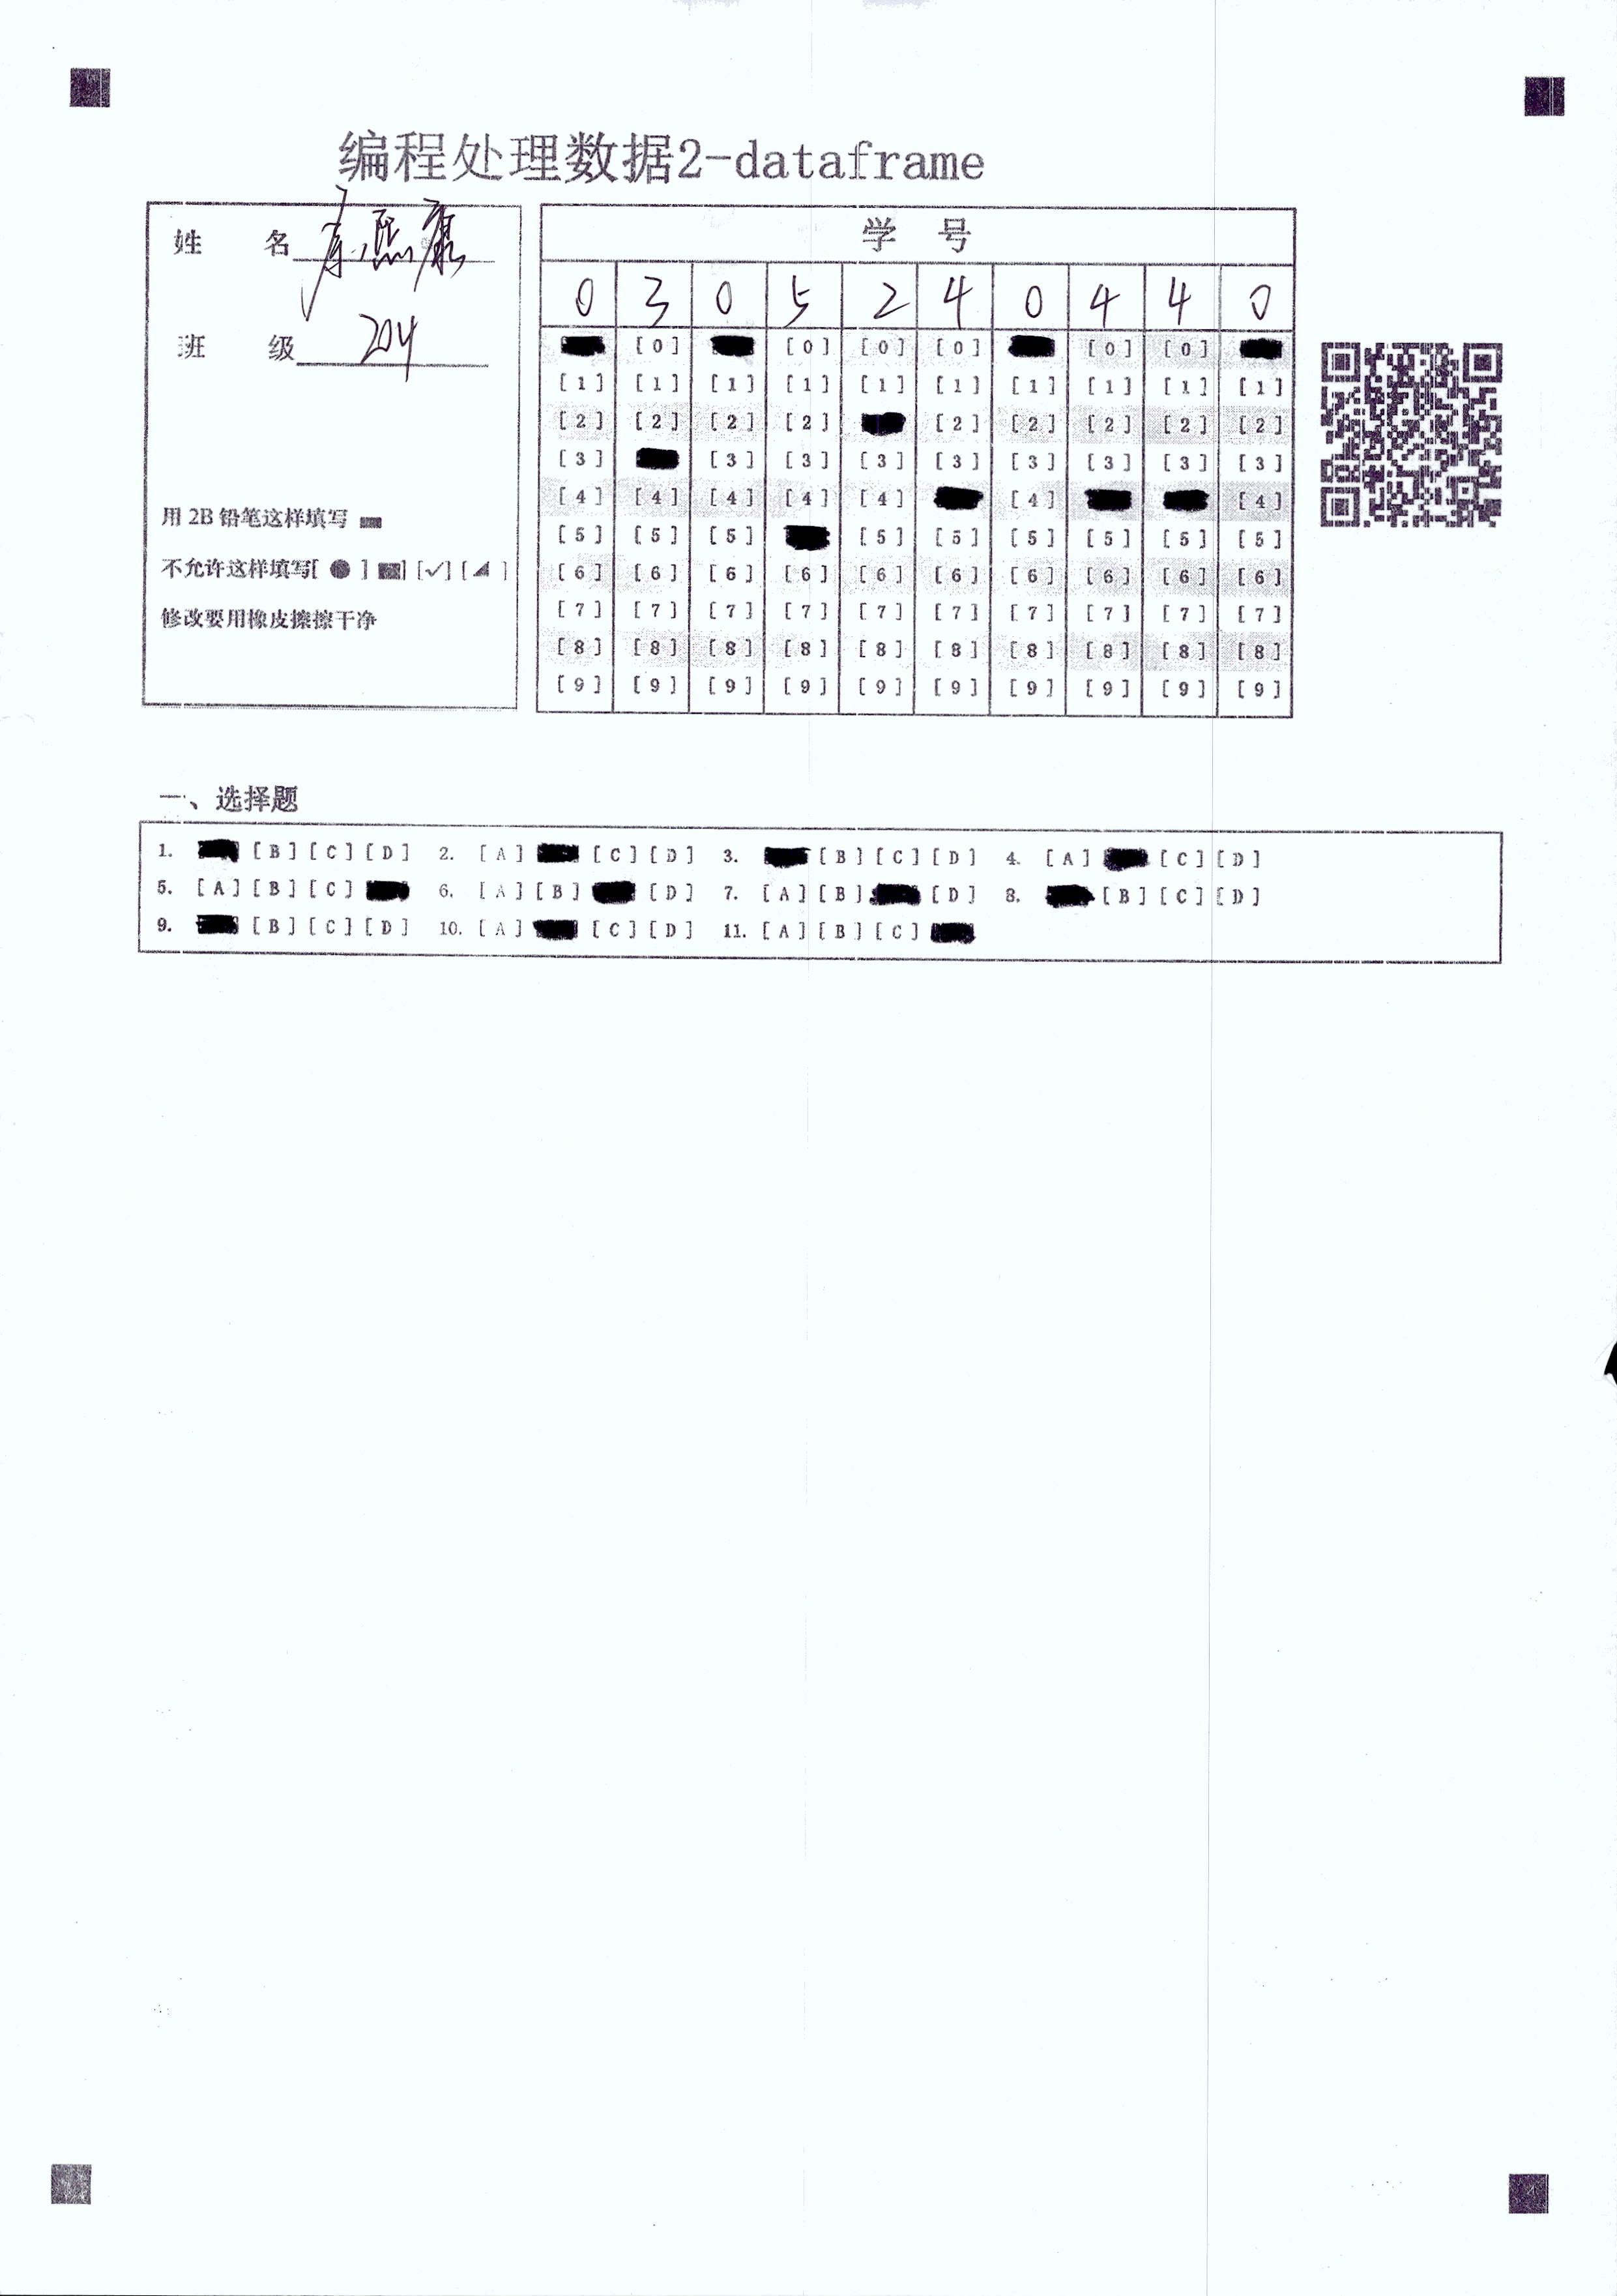 编程处理数据2-dataframe
姓 名 熙康
班 级 204
用 2B 铅笔这样填写
不允许这样填写[ ● ] [■] [✓] [◢ ]
修改要用橡皮擦擦干净
学 号
0 3 0 5 2 4 0 4 4 0
[0] [0] [0] [0] [0] [0]
[1] [1] [1] [1] [1] [1] [1] [1] [1] [1]
[2] [2] [2] [2] [2] [2] [2] [2] [2]
[3] [3] [3] [3] [3] [3] [3] [3] [3]
[4] [4] [4] [4] [4] [4] [4]
[5] [5] [5] [5] [5] [5] [5] [5] [5]
[6] [6] [6] [6] [6] [6] [6] [6] [6] [6]
[7] [7] [7] [7] [7] [7] [7] [7] [7] [7]
[8] [8] [8] [8] [8] [8] [8] [8] [8] [8]
[9] [9] [9] [9] [9] [9] [9] [9] [9] [9]
一、选择题
1. [B] [C] [D] 2. [A] [C] [D] 3. [B] [C] [D] 4. [A] [C] [D]
5. [A] [B] [C] 6. [A] [B] [D] 7. [A] [B] [D] 8. [B] [C] [D]
9. [B] [C] [D] 10. [A] [C] [D] 11. [A] [B] [C]